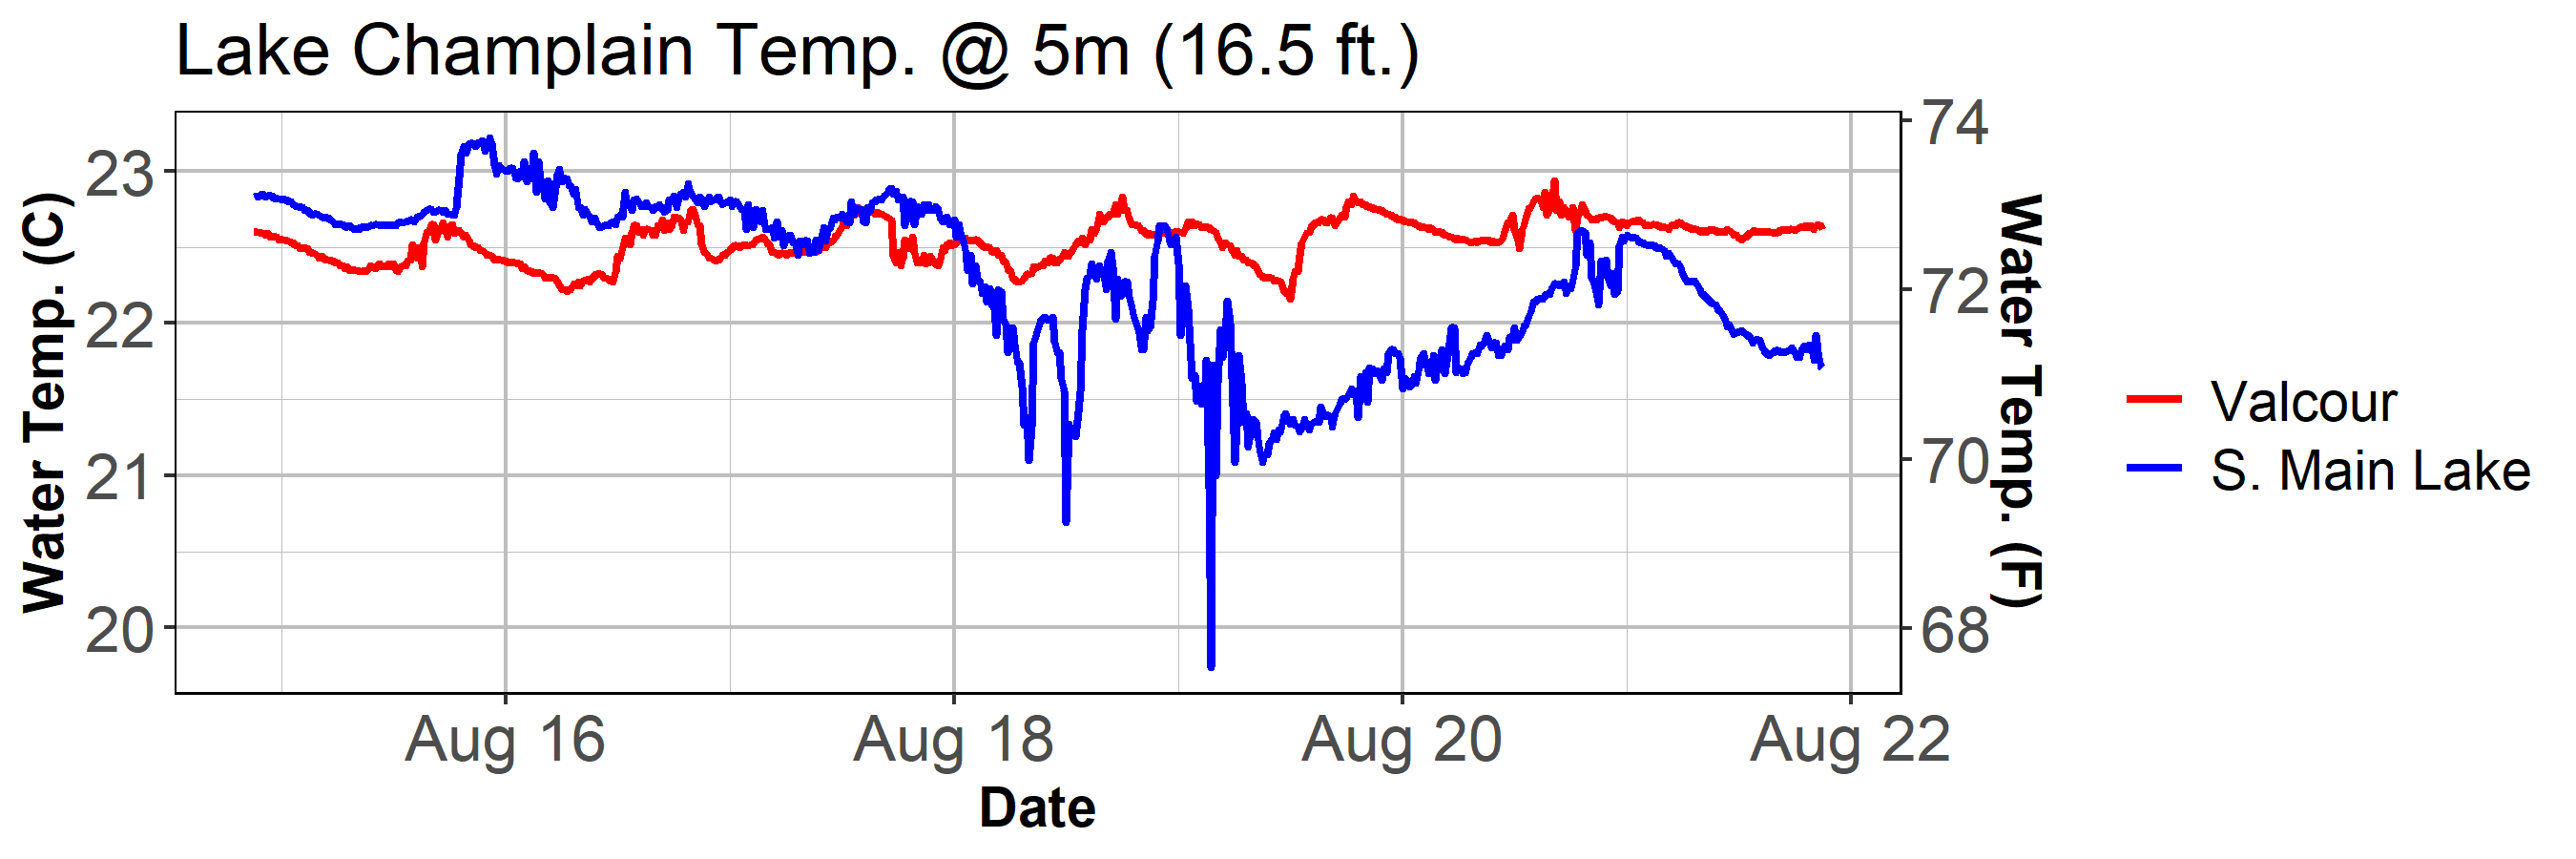 Lake Champlain Temp. @ 5m (16.5 ft.)
Water Temp. (C)
23
22
21
20
74
72
70
68
Water Temp. (F)
Aug 16
Aug 18
Aug 20
Aug 22
Date
Valcour
S. Main Lake